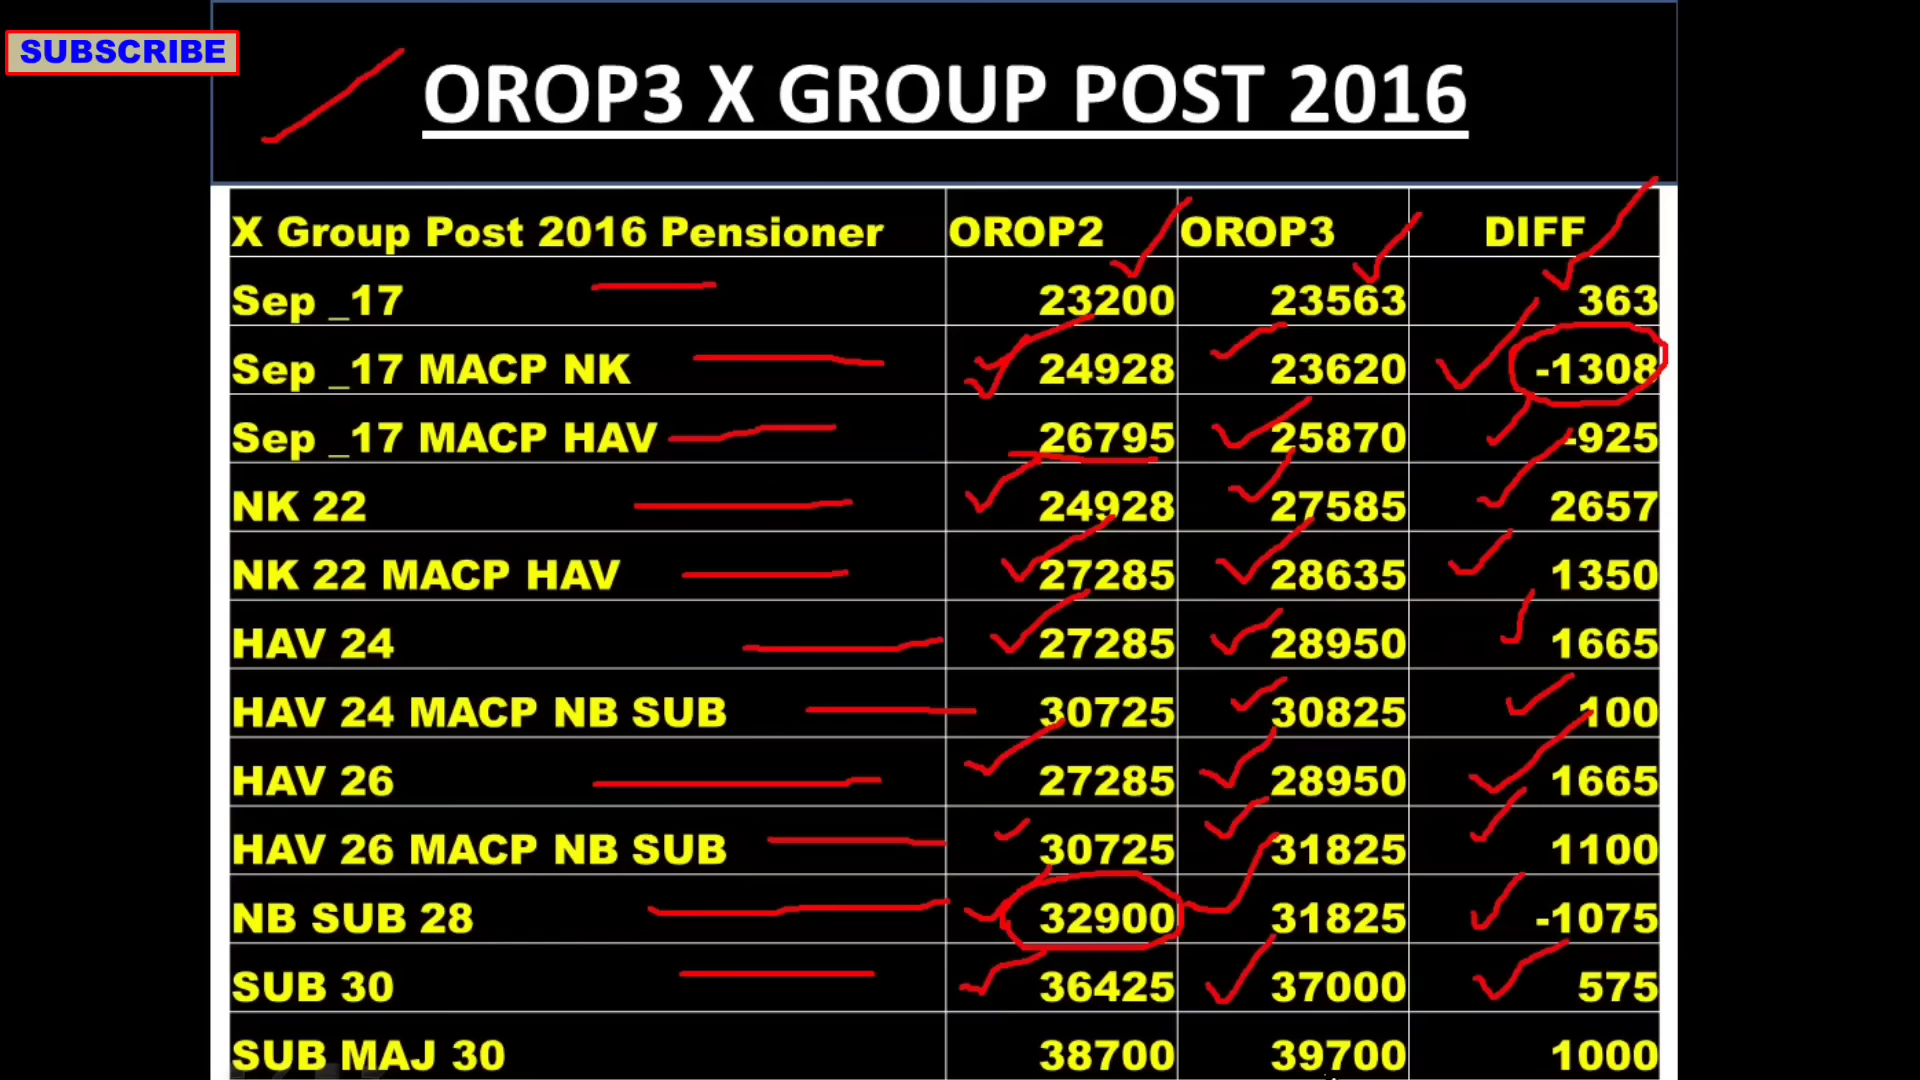 SUBSCRIBE
OROP3 X GROUP POST 2016
X Group Post 2016 Pensioner OROP2 OROP3 DIFF
Sep _17 23200 23563 363
Sep _17 MACP NK 24928 23620 -1308
Sep _17 MACP HAV 26795 25870 -925
NK 22 24928 27585 2657
NK 22 MACP HAV 27285 28635 1350
HAV 24 27285 28950 1665
HAV 24 MACP NB SUB 30725 30825 100
HAV 26 27285 28950 1665
HAV 26 MACP NB SUB 30725 31825 1100
NB SUB 28 32900 31825 -1075
SUB 30 36425 37000 575
SUB MAJ 30 38700 39700 1000